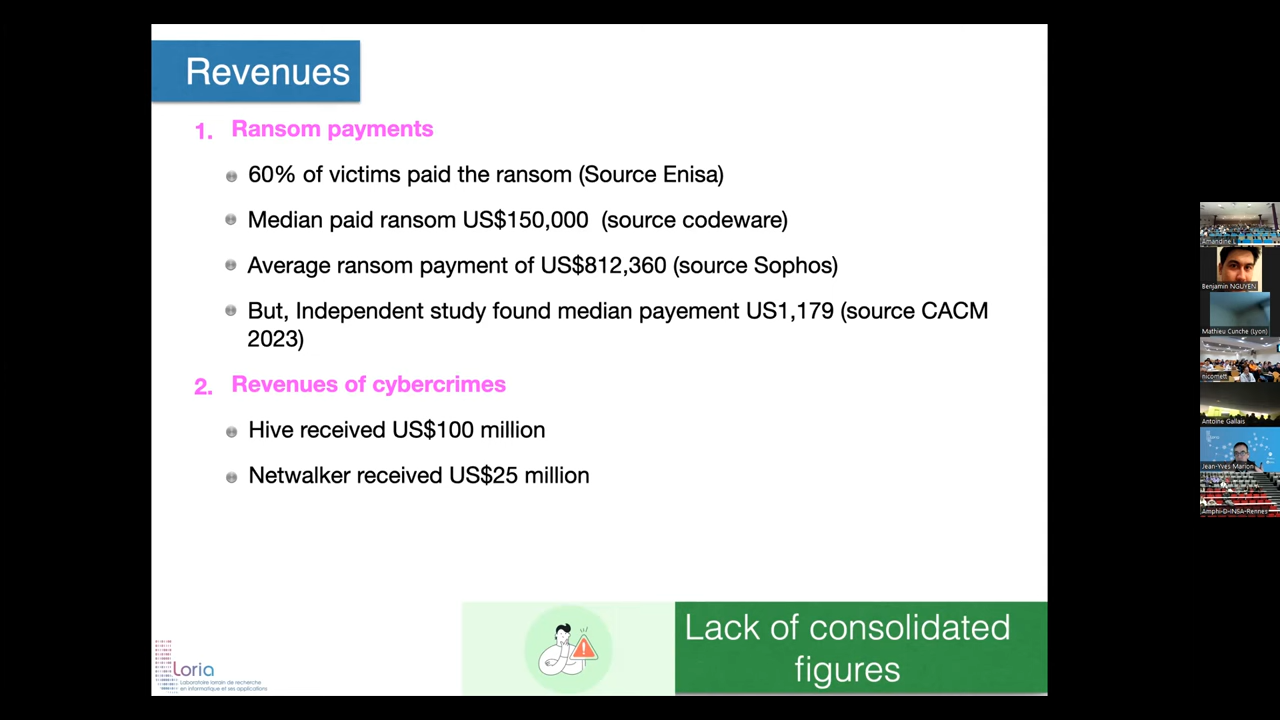 Revenues
1. Ransom payments
60% of victims paid the ransom (Source Enisa)
Median paid ransom US$150,000 (source codeware)
Average ransom payment of US$812,360 (source Sophos)
But, Independent study found median payement US1,179 (source CACM
2023)
2. Revenues of cybercrimes
Hive received US$100 million
Netwalker received US$25 million
Lack of consolidated
figures
Loria
Laboratoire lorrain de recherche
en informatique et ses applications
Amandine
Benjamin NGUYEN
Mathieu Cunche (Lyon)
nicomett
Antoine Gallais
Jean-Yves Marion
Amphi-D-INSA-Rennes